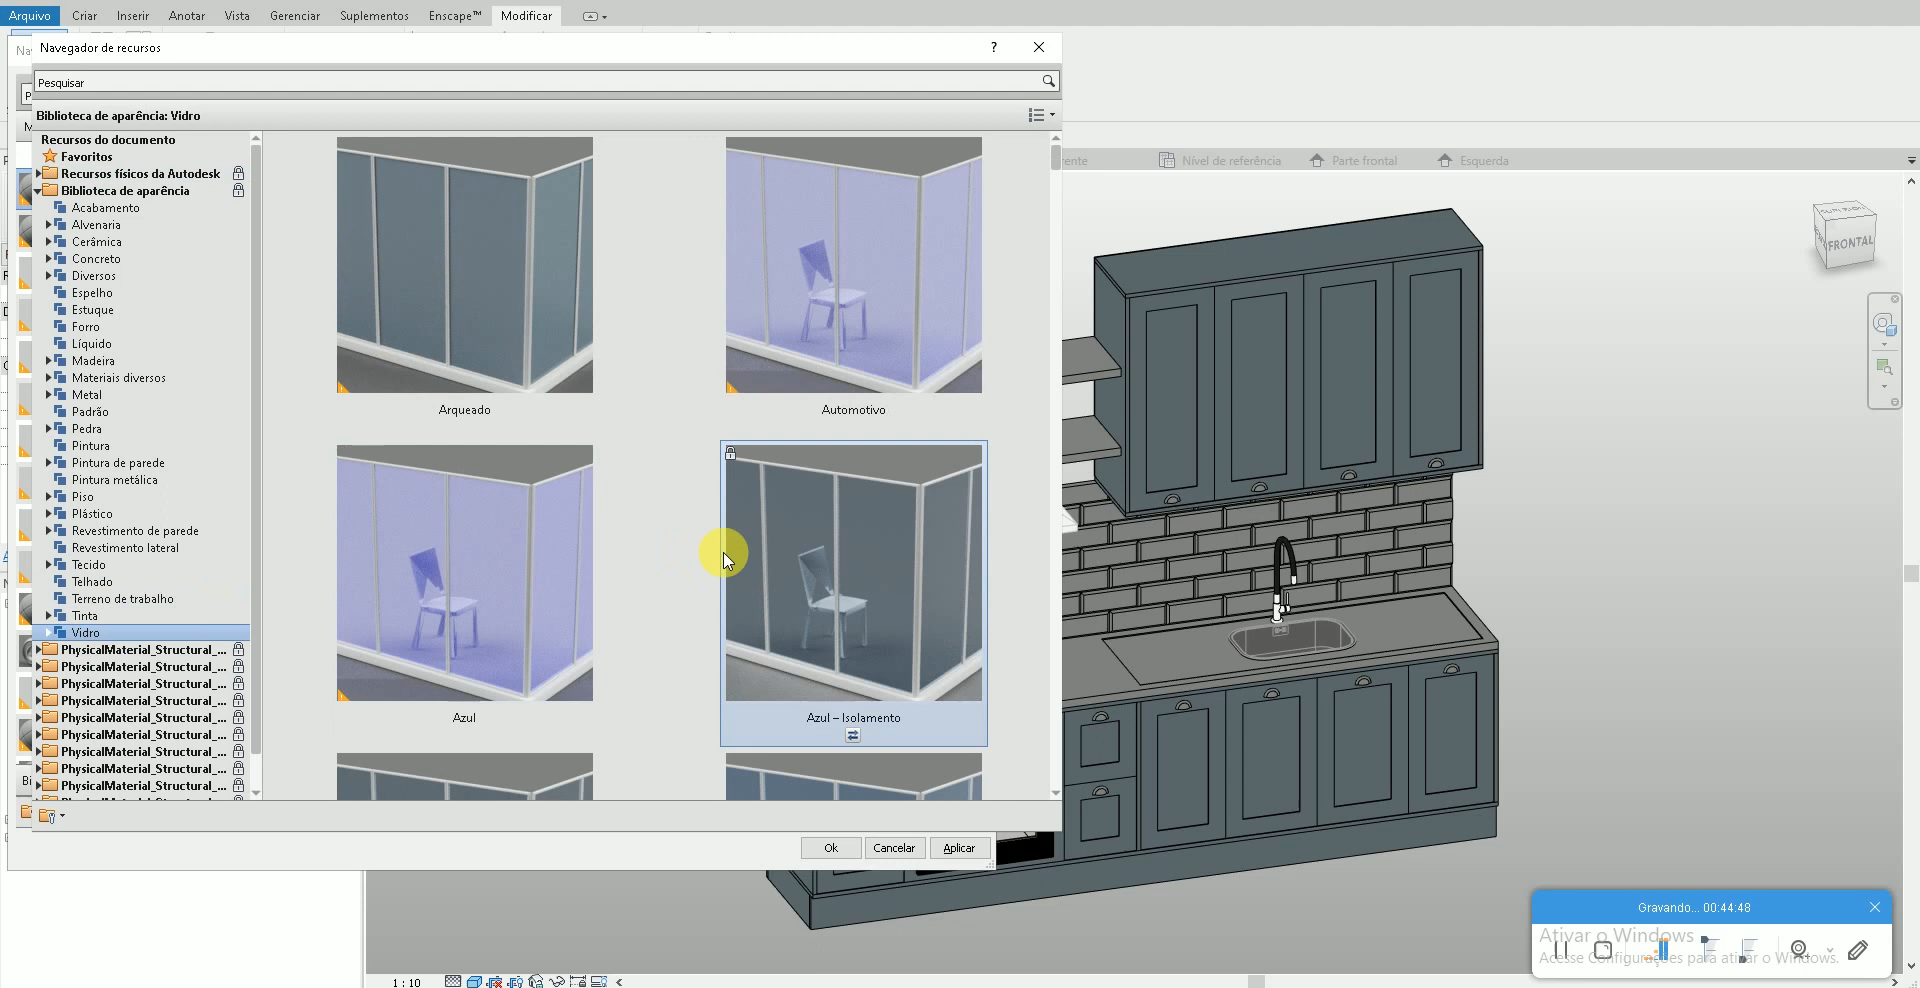 Arquivo Criar Inserir Anotar Vista Gerenciar Suplementos Enscape™ Modificar
Navegador de recursos ?
Pesquisar
Biblioteca de aparência: Vidro
Recursos do documento
Favoritos
Recursos físicos da Autodesk
Biblioteca de aparência
Acabamento
Alvenaria
Cerâmica
Concreto
Diversos
Espelho
Estuque
Forro
Líquido
Madeira
Materiais diversos
Metal
Padrão
Pedra
Pintura
Pintura de parede
Pintura metálica
Piso
Plástico
Revestimento de parede
Revestimento lateral
Tecido
Telhado
Terreno de trabalho
Tinta
Vidro
PhysicalMaterial_Structural_...
PhysicalMaterial_Structural_...
PhysicalMaterial_Structural_...
PhysicalMaterial_Structural_...
PhysicalMaterial_Structural_...
PhysicalMaterial_Structural_...
PhysicalMaterial_Structural_...
PhysicalMaterial_Structural_...
PhysicalMaterial_Structural_...
Arqueado
Automotivo
Azul
Azul – Isolamento
Ok Cancelar Aplicar
Nível de referência Parte frontal Esquerda
FRONTAL
1 : 10
Gravando... 00:44:48
Ativar o Windows
Acesse Configurações para ativar o Windows.